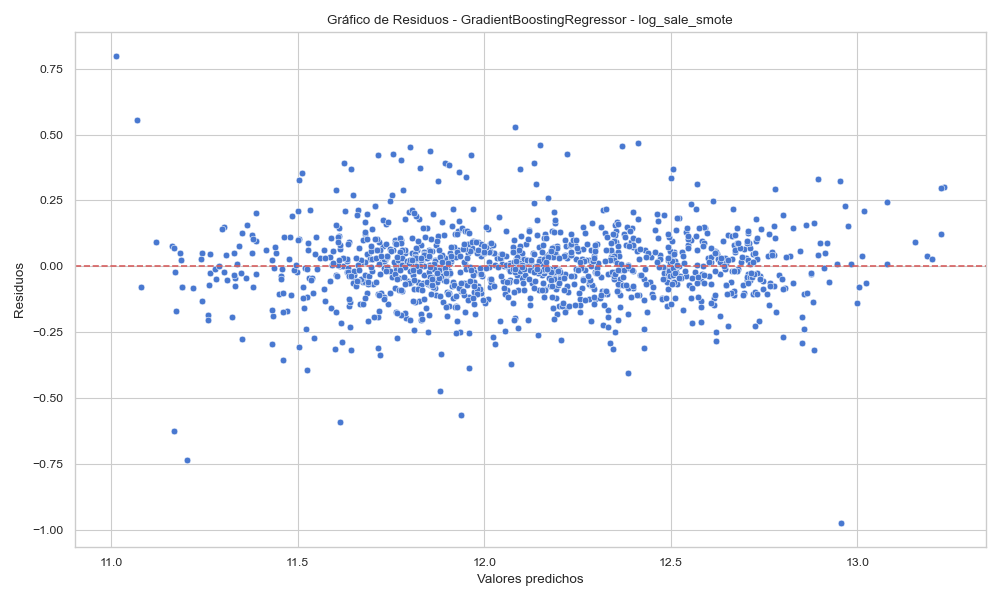 Gráfico de Residuos - GradientBoostingRegressor - log_sale_smote
0.75
0.50
0.25
0.00
−0.25
−0.50
−0.75
−1.00
Residuos
11.0 11.5 12.0 12.5 13.0
Valores predichos